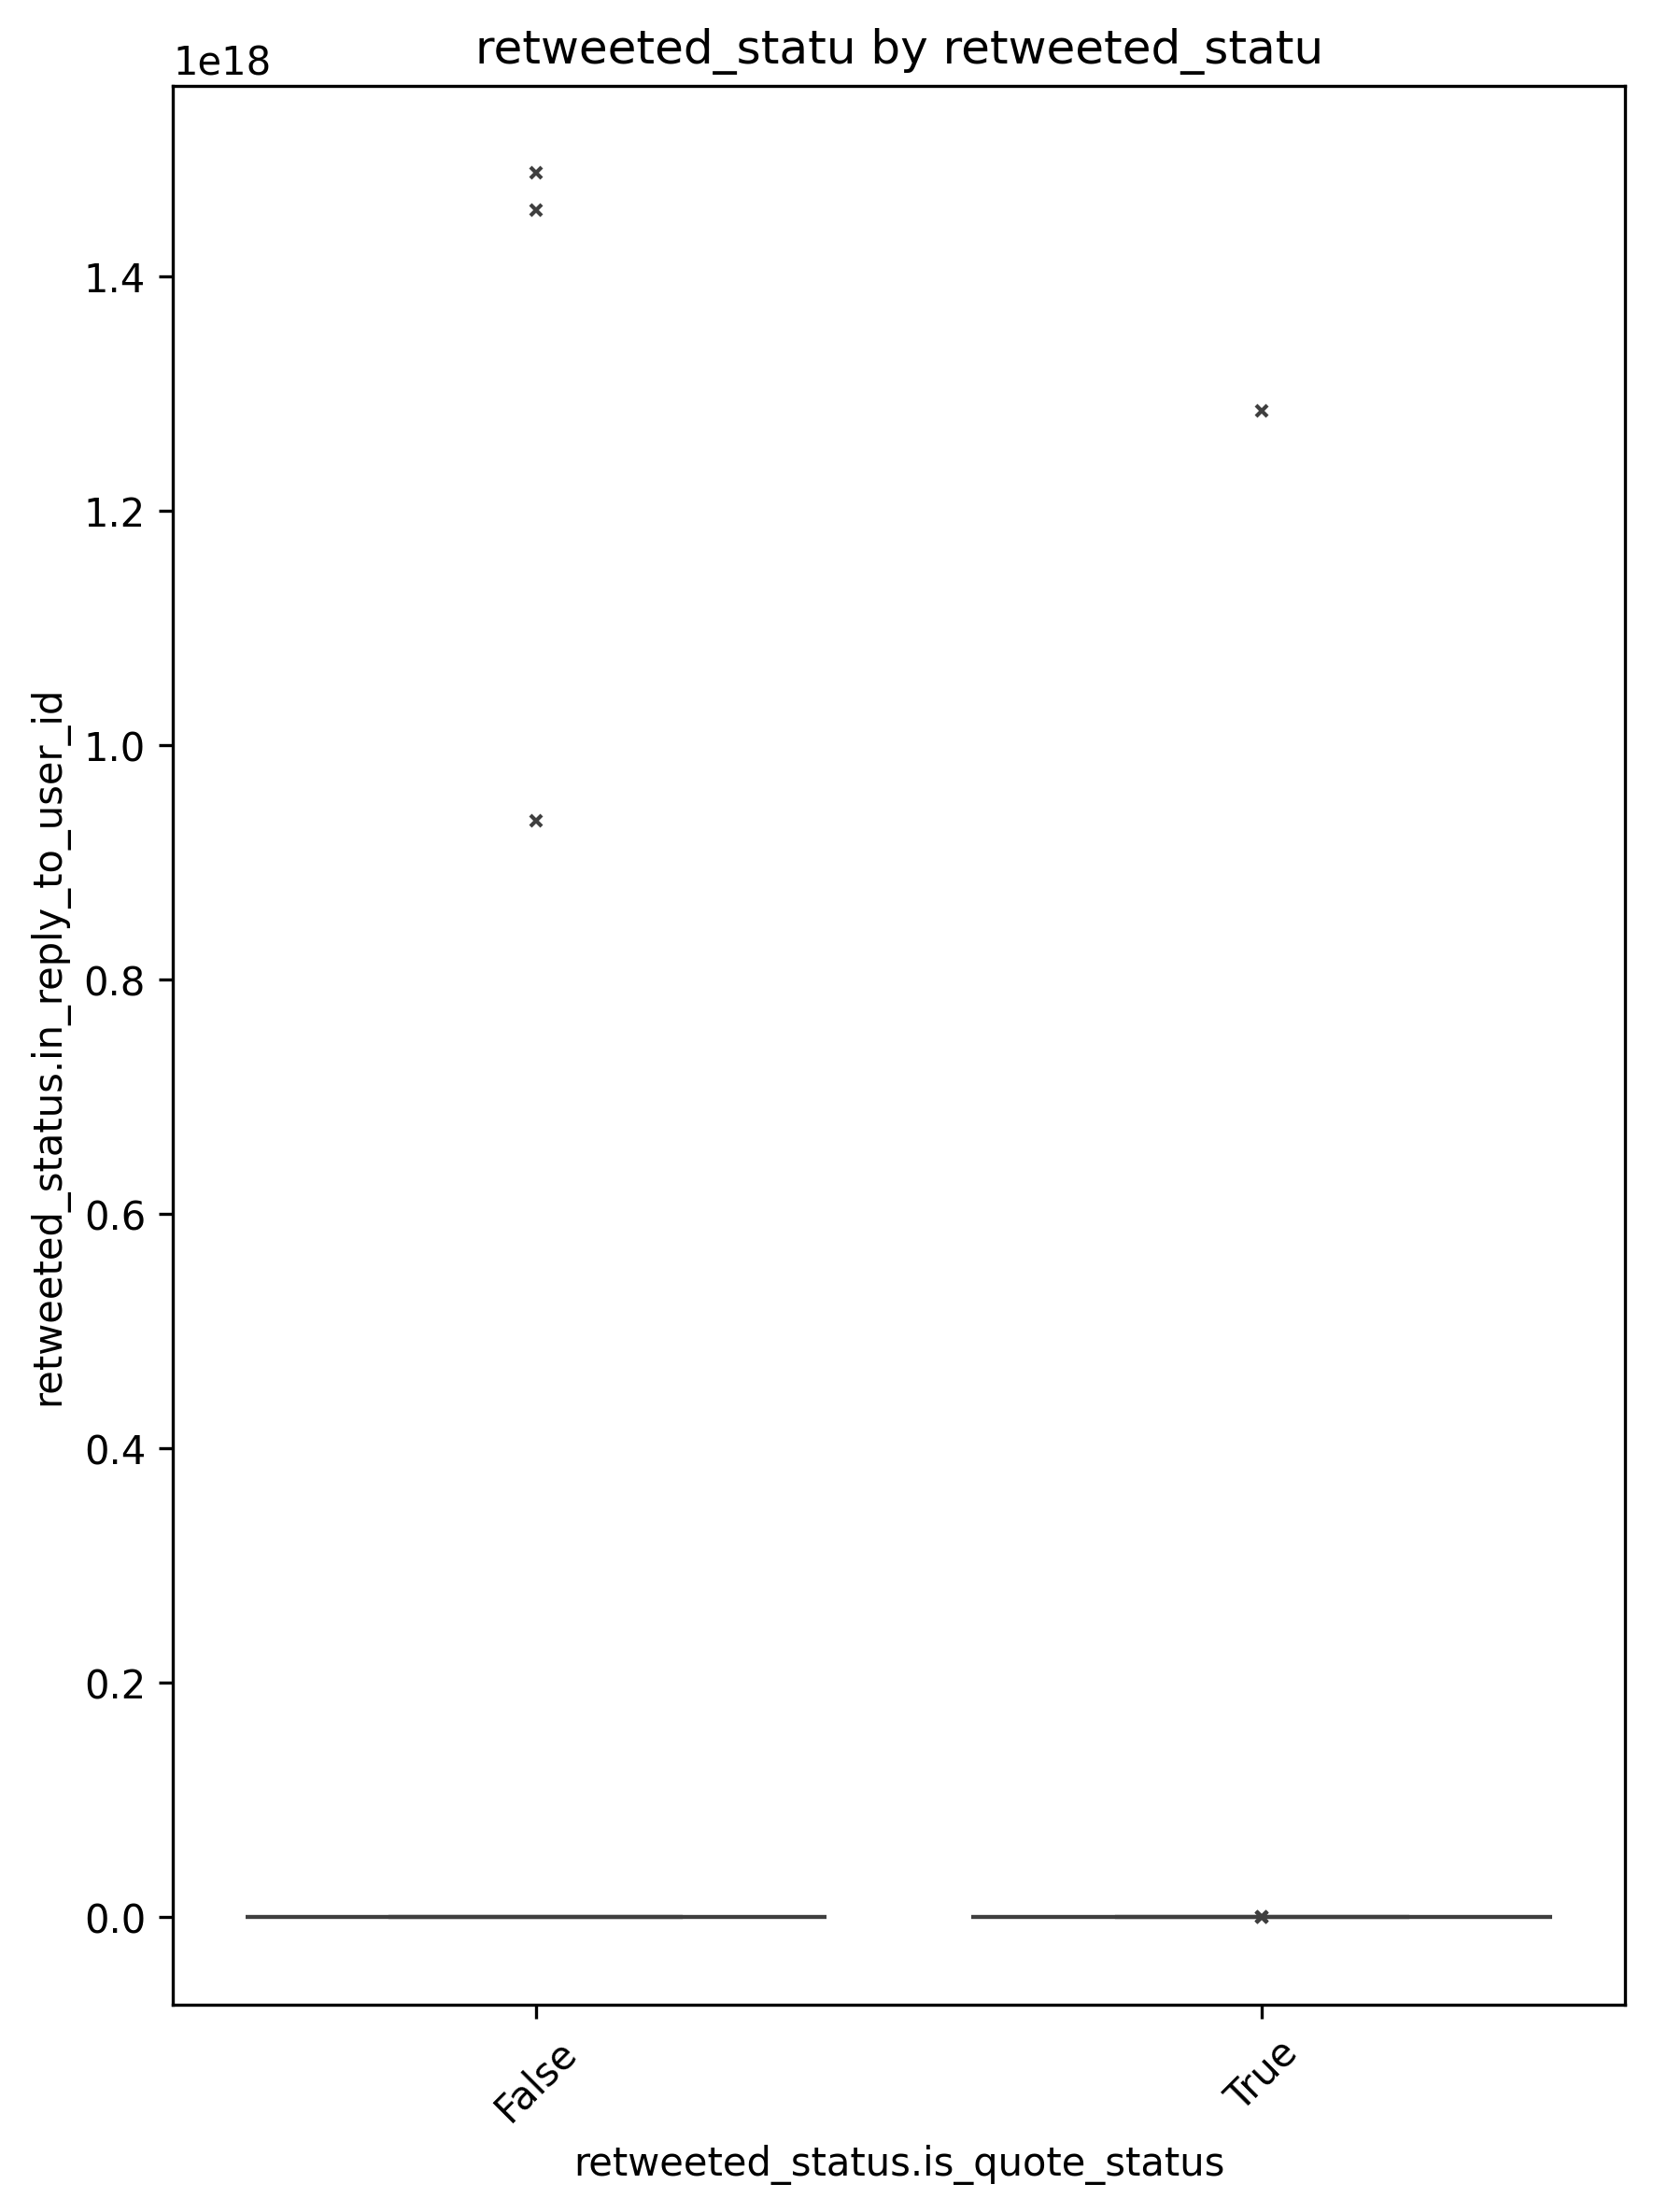 retweeted_statu by retweeted_statu
1e18
1.4
1.2
1.0
0.8
0.6
0.4
0.2
0.0
retweeted_status.in_reply_to_user_id
False
True
retweeted_status.is_quote_status